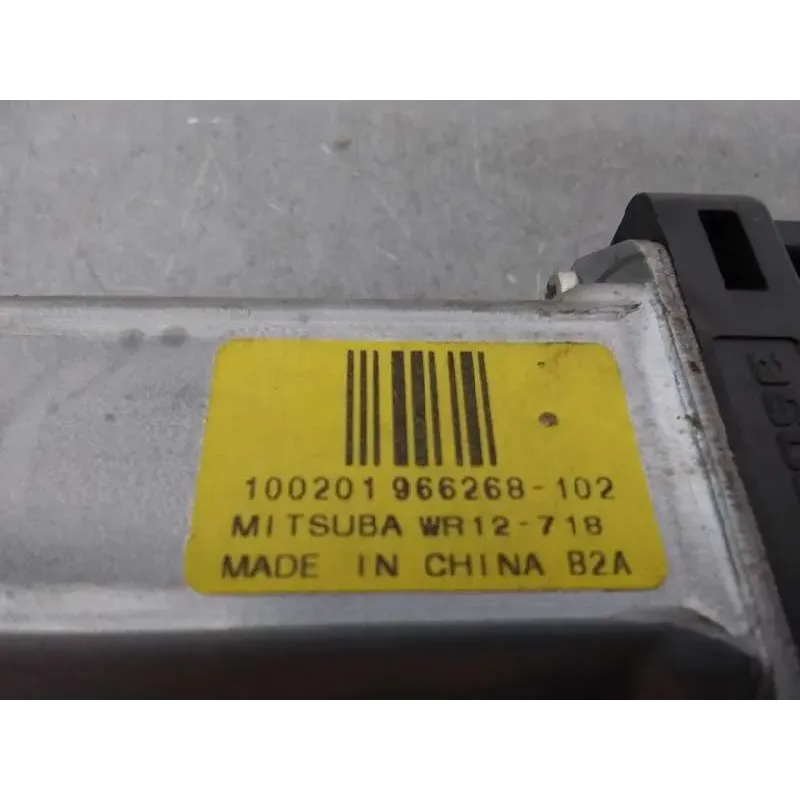 100201 966268-102
MITSUBA WR12-718
MADE IN CHINA B2A